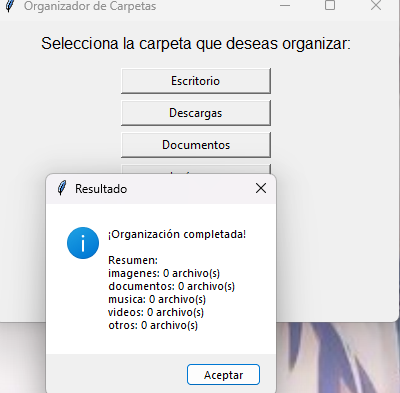 Organizador de Carpetas
Selecciona la carpeta que deseas organizar:
Escritorio
Descargas
Documentos
Resultado
¡Organización completada!
Resumen:
imagenes: 0 archivo(s)
documentos: 0 archivo(s)
musica: 0 archivo(s)
videos: 0 archivo(s)
otros: 0 archivo(s)
Aceptar